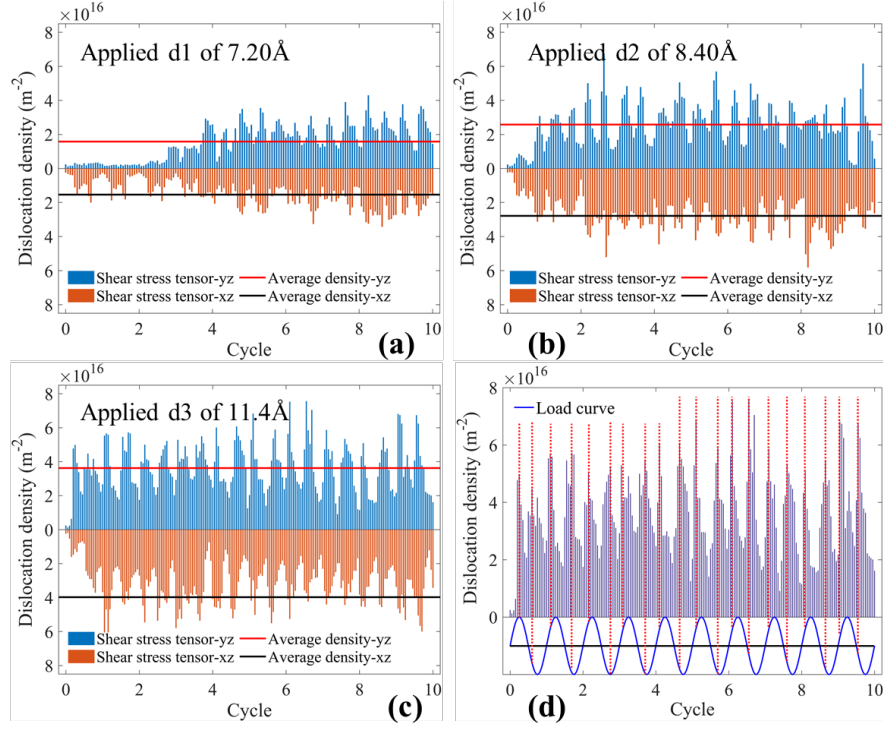 ×10^16
Applied d1 of 7.20Å
Dislocation density (m^-2)
8
6
4
2
0
2
4
6
8
Shear stress tensor-yz Average density-yz
Shear stress tensor-xz Average density-xz
0 2 4 6 8 10
Cycle
(a)
×10^16
Applied d2 of 8.40Å
Dislocation density (m^-2)
8
6
4
2
0
2
4
6
8
Shear stress tensor-yz Average density-yz
Shear stress tensor-xz Average density-xz
0 2 4 6 8 10
Cycle
(b)
×10^16
Applied d3 of 11.4Å
Dislocation density (m^-2)
8
6
4
2
0
2
4
6
8
Shear stress tensor-yz Average density-yz
Shear stress tensor-xz Average density-xz
0 2 4 6 8 10
Cycle
(c)
×10^16
Load curve
Dislocation density (m^-2)
8
6
4
2
0
0 2 4 6 8 10
Cycle
(d)